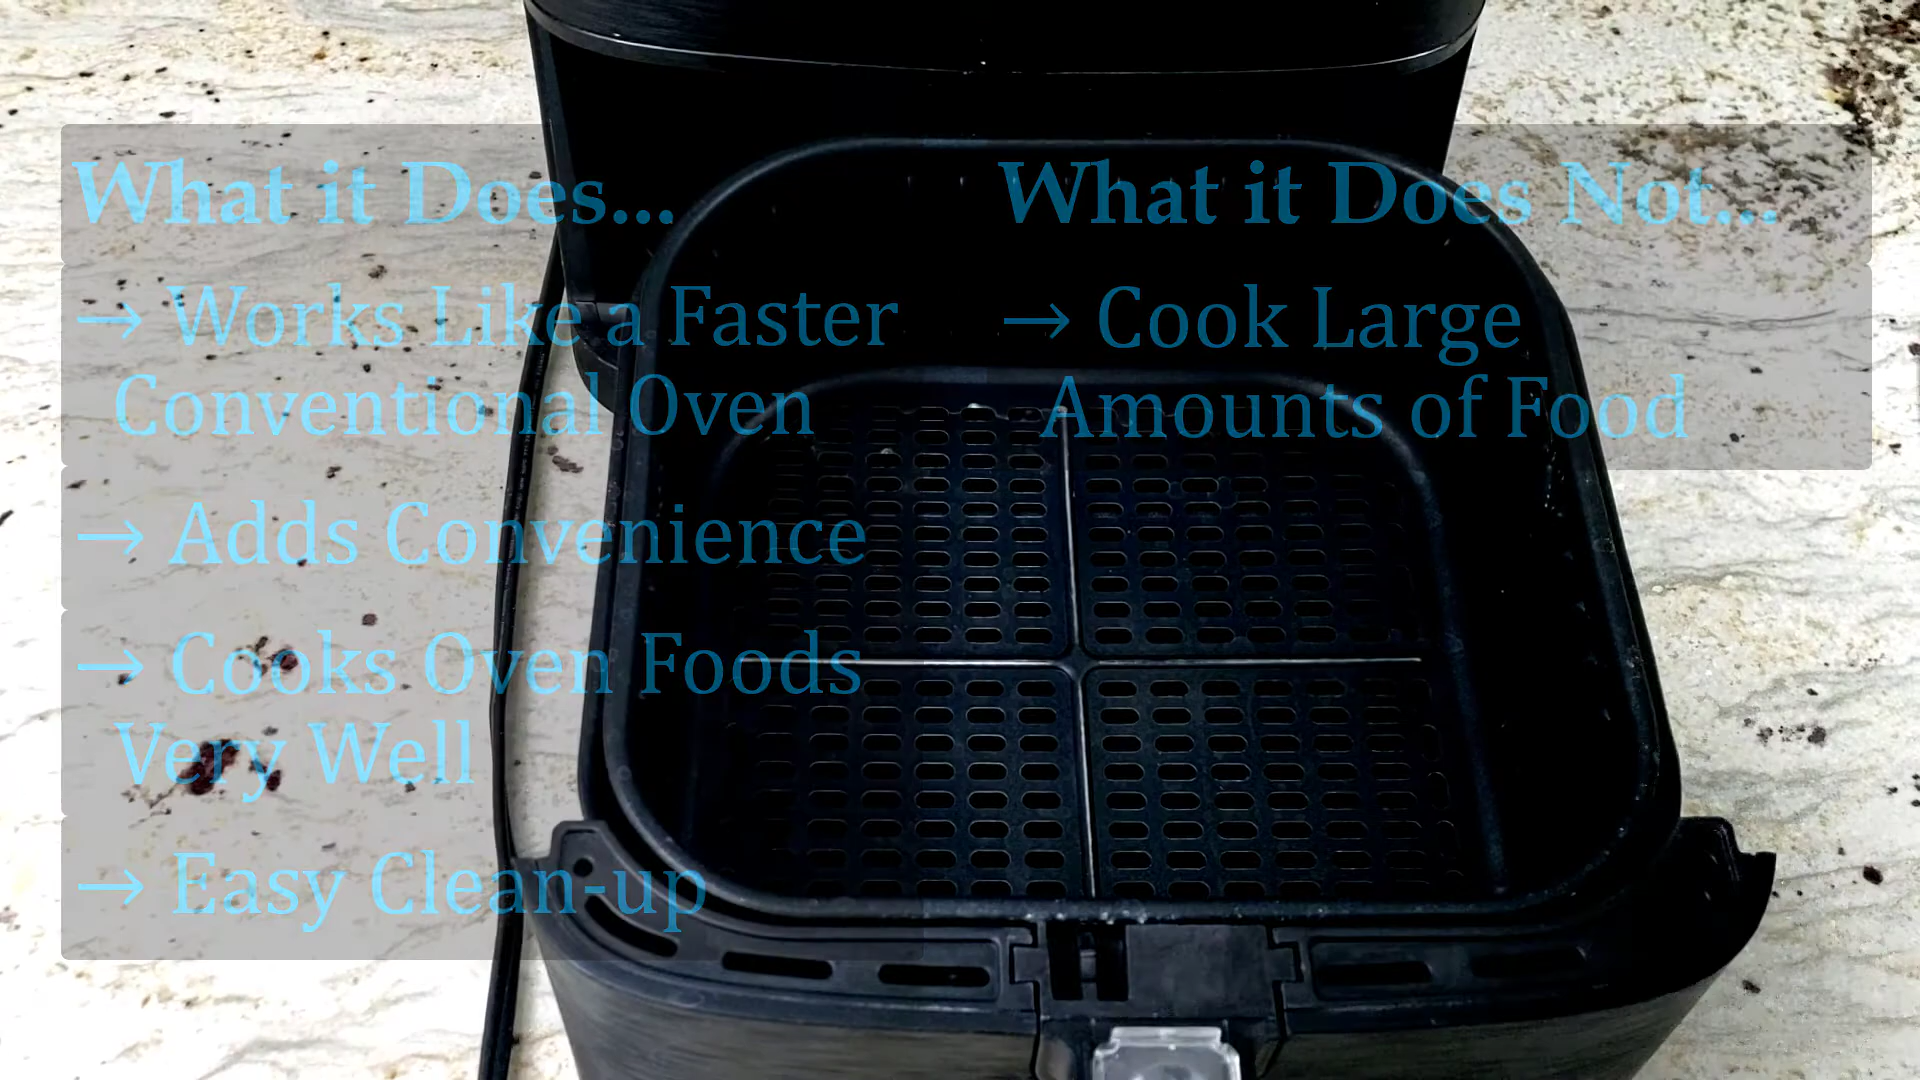 What it Does...
→ Works Like a Faster
Conventional Oven
→ Adds Convenience
→ Cooks Oven Foods
Very Well
→ Easy Clean-up
What it Does Not...
→ Cook Large
Amounts of Food